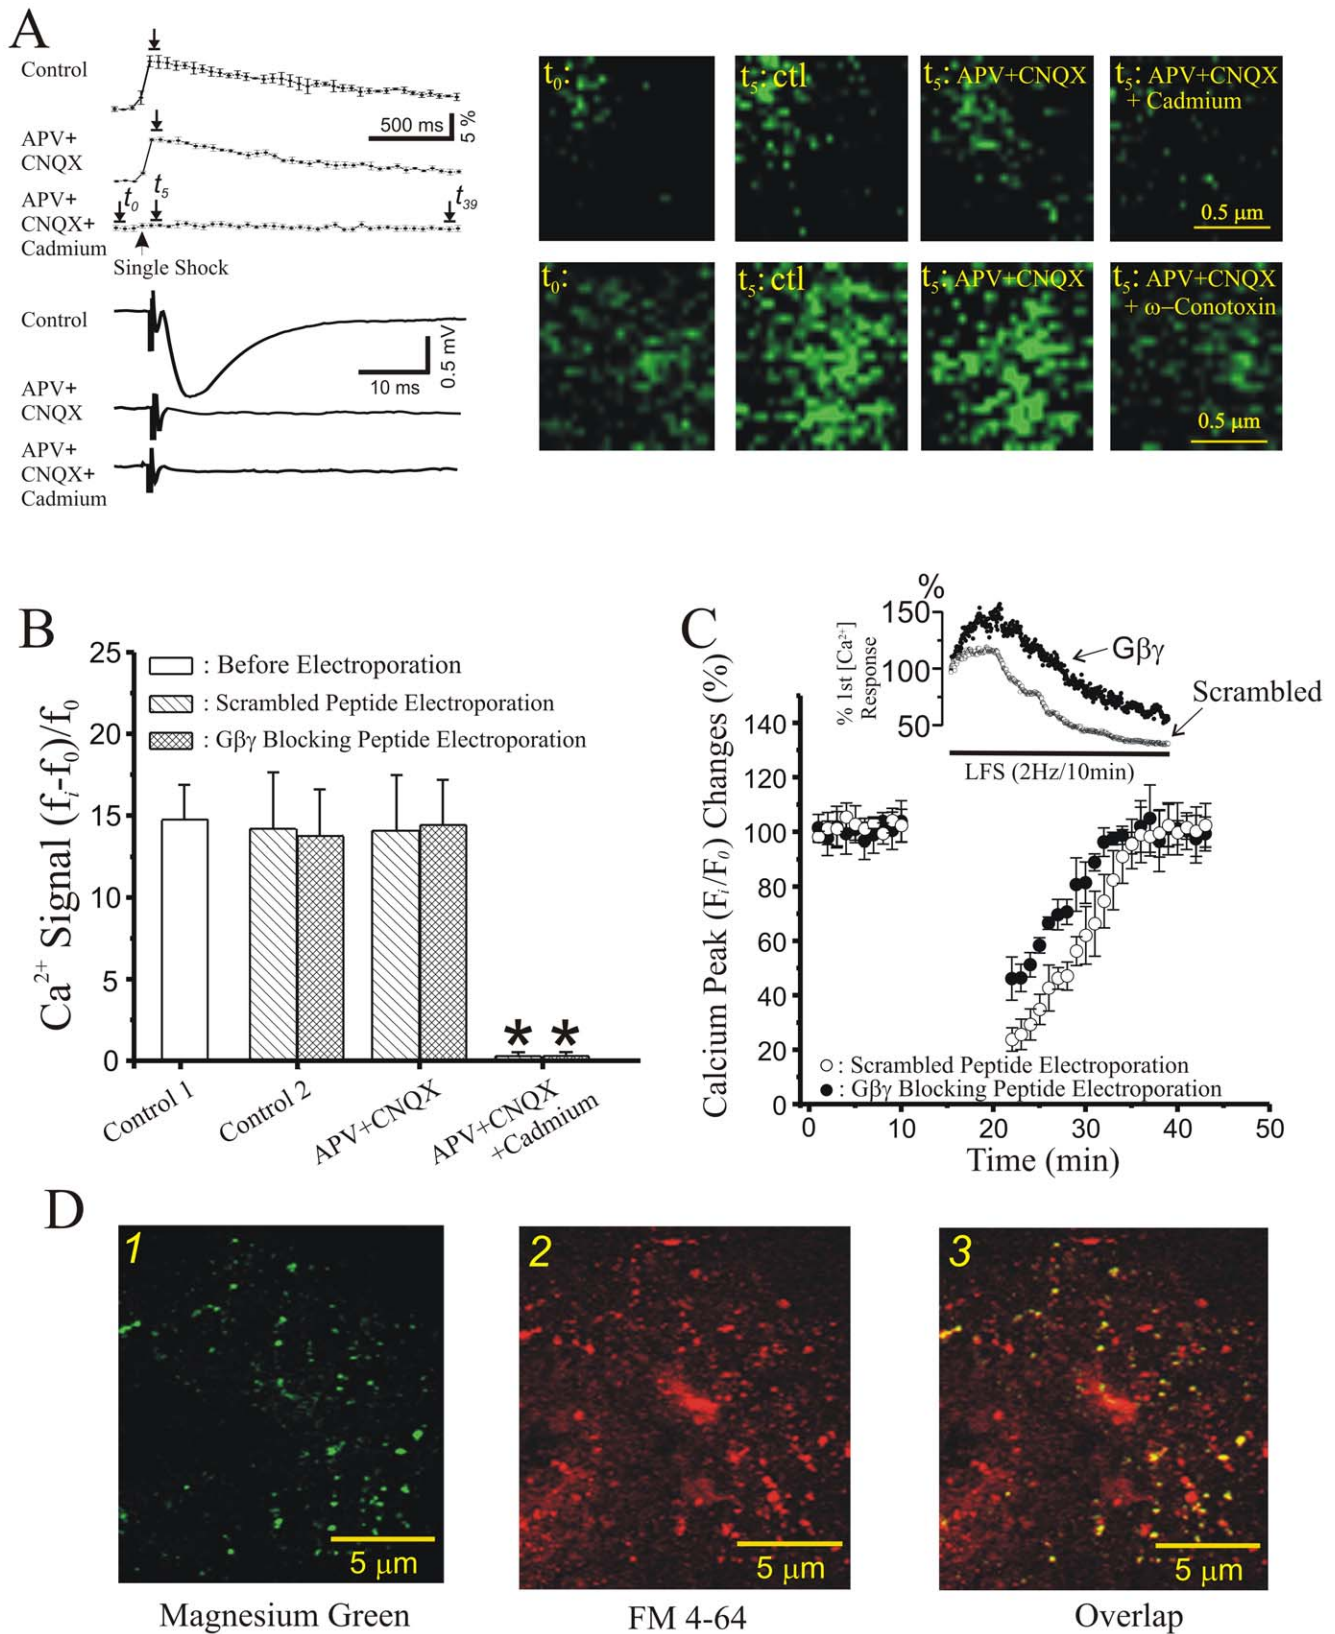 A
Control
500 ms
5 %
APV+
CNQX
APV+
CNQX+
Cadmium
t0
t5
t39
Single Shock
Control
0.5 mV
10 ms
APV+
CNQX
APV+
CNQX+
Cadmium
t0:
t5: ctl
t5: APV+CNQX
t5: APV+CNQX
+ Cadmium
0.5 μm
t0:
t5: ctl
t5: APV+CNQX
t5: APV+CNQX
+ ω–Conotoxin
0.5 μm
B
Ca2+ Signal (fi-f0)/f0
25
20
15
10
5
0
: Before Electroporation
: Scrambled Peptide Electroporation
: Gβγ Blocking Peptide Electroporation
* *
Control 1
Control 2
APV+CNQX
APV+CNQX
+Cadmium
C
%
150
100
50
% 1st [Ca2+]
Response
Gβγ
Scrambled
LFS (2Hz/10min)
Calcium Peak (Fi/F0) Changes (%)
140
120
100
80
60
40
20
0
: Scrambled Peptide Electroporation
: Gβγ Blocking Peptide Electroporation
0 10 20 30 40 50
Time (min)
D
1
5 μm
Magnesium Green
2
5 μm
FM 4-64
3
5 μm
Overlap